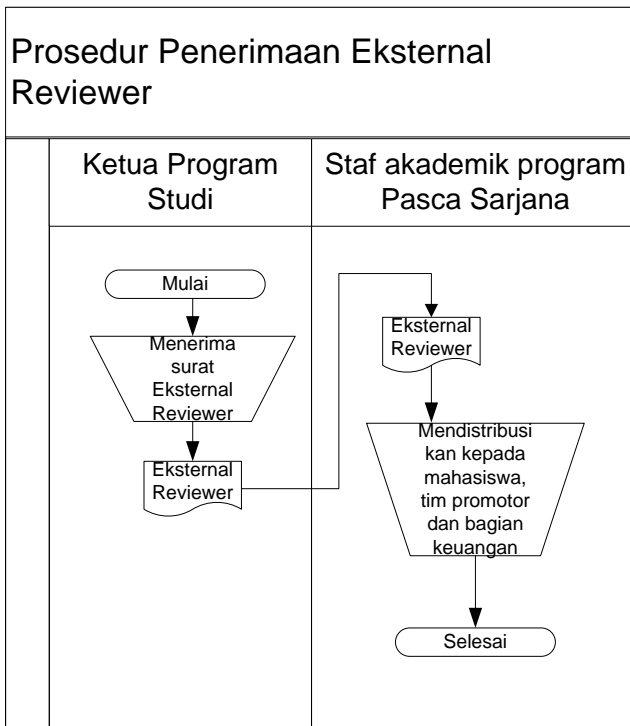 Prosedur Penerimaan Eksternal
Reviewer
Ketua Program
Studi
Staf akademik program
Pasca Sarjana
Mulai
Menerima
surat
Eksternal
Reviewer
Eksternal
Reviewer
Eksternal
Reviewer
Mendistribusi
kan kepada
mahasiswa,
tim promotor
dan bagian
keuangan
Selesai